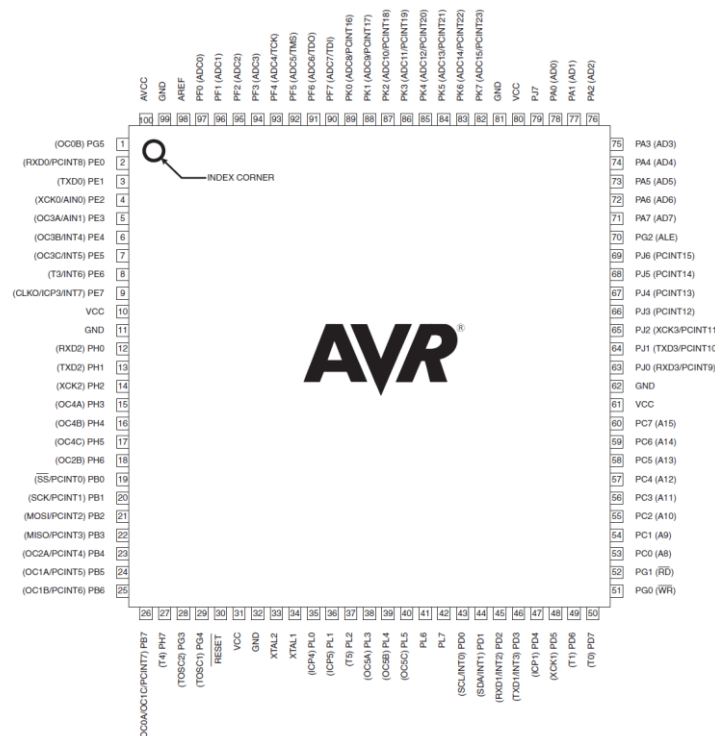 AVCC
GND
AREF
PF0 (ADC0)
PF1 (ADC1)
PF2 (ADC2)
PF3 (ADC3)
PF4 (ADC4/TCK)
PF5 (ADC5/TMS)
PF6 (ADC6/TDO)
PF7 (ADC7/TDI)
PK0 (ADC8/PCINT16)
PK1 (ADC9/PCINT17)
PK2 (ADC10/PCINT18)
PK3 (ADC11/PCINT19)
PK4 (ADC12/PCINT20)
PK5 (ADC13/PCINT21)
PK6 (ADC14/PCINT22)
PK7 (ADC15/PCINT23)
GND
VCC
PJ7
PA0 (AD0)
PA1 (AD1)
PA2 (AD2)
100 99 98 97 96 95 94 93 92 91 90 89 88 87 86 85 84 83 82 81 80 79 78 77 76
(OC0B) PG5 1
(RXD0/PCINT8) PE0 2
(TXD0) PE1 3
(XCK0/AIN0) PE2 4
(OC3A/AIN1) PE3 5
(OC3B/INT4) PE4 6
(OC3C/INT5) PE5 7
(T3/INT6) PE6 8
(CLKO/ICP3/INT7) PE7 9
VCC 10
GND 11
(RXD2) PH0 12
(TXD2) PH1 13
(XCK2) PH2 14
(OC4A) PH3 15
(OC4B) PH4 16
(OC4C) PH5 17
(OC2B) PH6 18
(SS/PCINT0) PB0 19
(SCK/PCINT1) PB1 20
(MOSI/PCINT2) PB2 21
(MISO/PCINT3) PB3 22
(OC2A/PCINT4) PB4 23
(OC1A/PCINT5) PB5 24
(OC1B/PCINT6) PB6 25
INDEX CORNER
AVR®
75 PA3 (AD3)
74 PA4 (AD4)
73 PA5 (AD5)
72 PA6 (AD6)
71 PA7 (AD7)
70 PG2 (ALE)
69 PJ6 (PCINT15)
68 PJ5 (PCINT14)
67 PJ4 (PCINT13)
66 PJ3 (PCINT12)
65 PJ2 (XCK3/PCINT11
64 PJ1 (TXD3/PCINT10
63 PJ0 (RXD3/PCINT9)
62 GND
61 VCC
60 PC7 (A15)
59 PC6 (A14)
58 PC5 (A13)
57 PC4 (A12)
56 PC3 (A11)
55 PC2 (A10)
54 PC1 (A9)
53 PC0 (A8)
52 PG1 (RD)
51 PG0 (WR)
26 27 28 29 30 31 32 33 34 35 36 37 38 39 40 41 42 43 44 45 46 47 48 49 50
OC0A/OC1C/PCINT7) PB7
(T4) PH7
(TOSC2) PG3
(TOSC1) PG4
RESET
VCC
GND
XTAL2
XTAL1
(ICP4) PL0
(ICP5) PL1
(T5) PL2
(OC5A) PL3
(OC5B) PL4
(OC5C) PL5
PL6
PL7
(SCL/INT0) PD0
(SDA/INT1) PD1
(RXD1/INT2) PD2
(TXD1/INT3) PD3
(ICP1) PD4
(XCK1) PD5
(T1) PD6
(T0) PD7